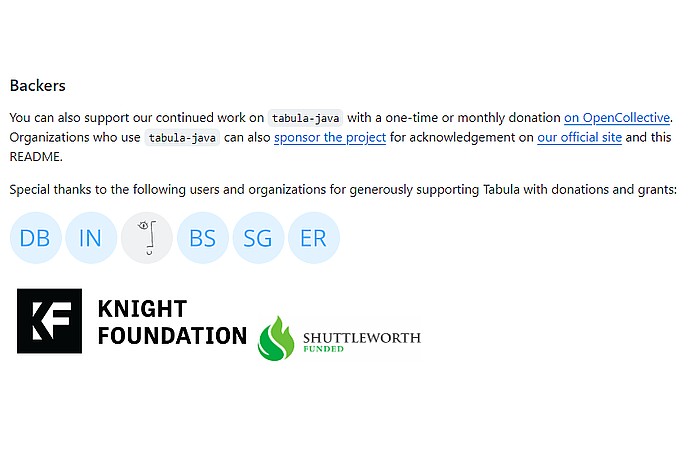 Backers
You can also support our continued work on tabula-java with a one-time or monthly donation on OpenCollective.
Organizations who use tabula-java can also sponsor the project for acknowledgement on our official site and this
README.
Special thanks to the following users and organizations for generously supporting Tabula with donations and grants:
DB IN BS SG ER
KF KNIGHT
FOUNDATION
SHUTTLEWORTH
FUNDED